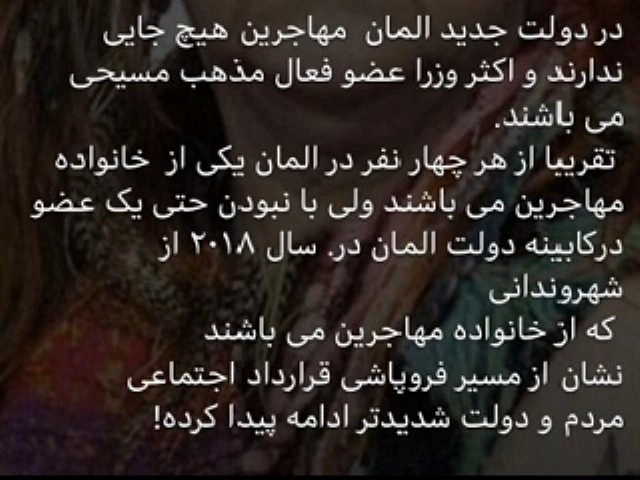 در دولت جدید المان مهاجرین هیچ جایی
ندارند و اکثر وزرا عضو فعال مذهب مسیحی
می باشند.
تقریبا از هر چهار نفر در المان یکی از خانواده
مهاجرین می باشند ولی با نبودن حتی یک عضو
درکابینه دولت المان در. سال ۲۰۱۸ از
شهروندانی
که از خانواده مهاجرین می باشند
نشان از مسیر فروپاشی قرارداد اجتماعی
مردم و دولت شدیدتر ادامه پیدا کرده!